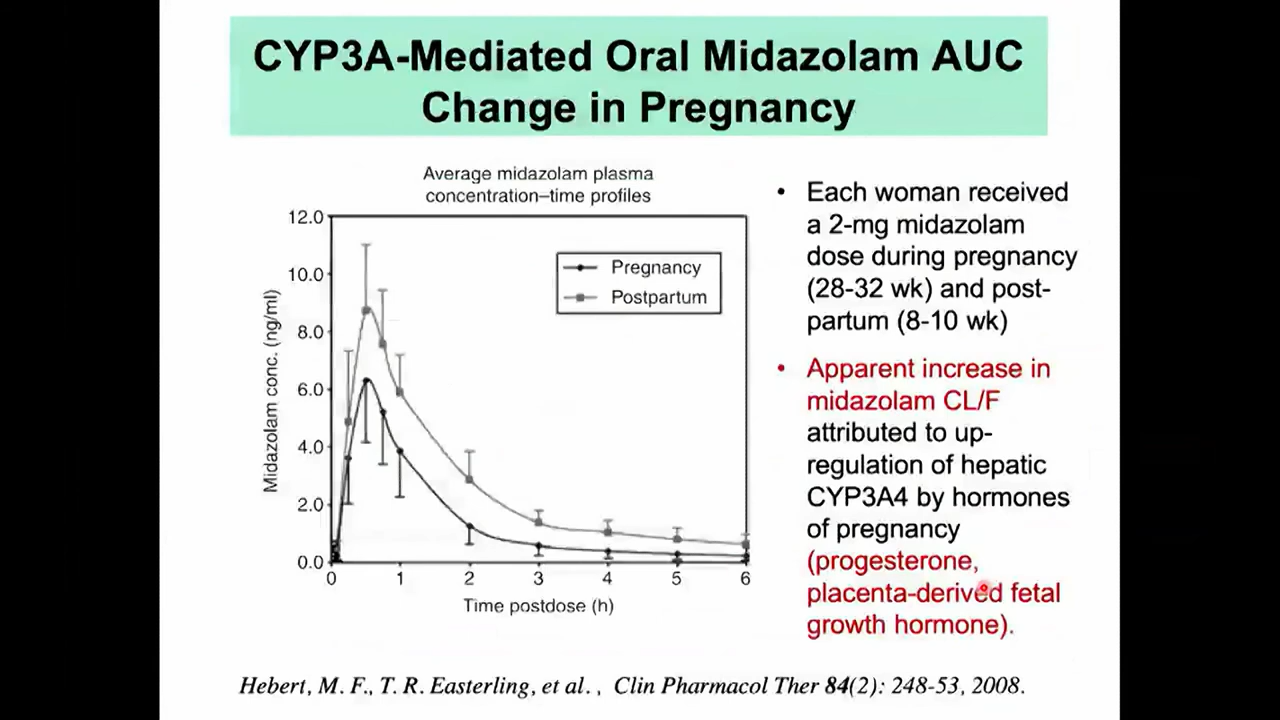 CYP3A-Mediated Oral Midazolam AUC
Change in Pregnancy
Average midazolam plasma
concentration–time profiles
12.0
10.0
8.0
6.0
4.0
2.0
0.0
Midazolam conc. (ng/ml)
Pregnancy
Postpartum
0 1 2 3 4 5 6
Time postdose (h)
• Each woman received
a 2-mg midazolam
dose during pregnancy
(28-32 wk) and post-
partum (8-10 wk)
• Apparent increase in
midazolam CL/F
attributed to up-
regulation of hepatic
CYP3A4 by hormones
of pregnancy
(progesterone,
placenta-derived fetal
growth hormone).
Hebert, M. F., T. R. Easterling, et al. , Clin Pharmacol Ther 84(2): 248-53, 2008.